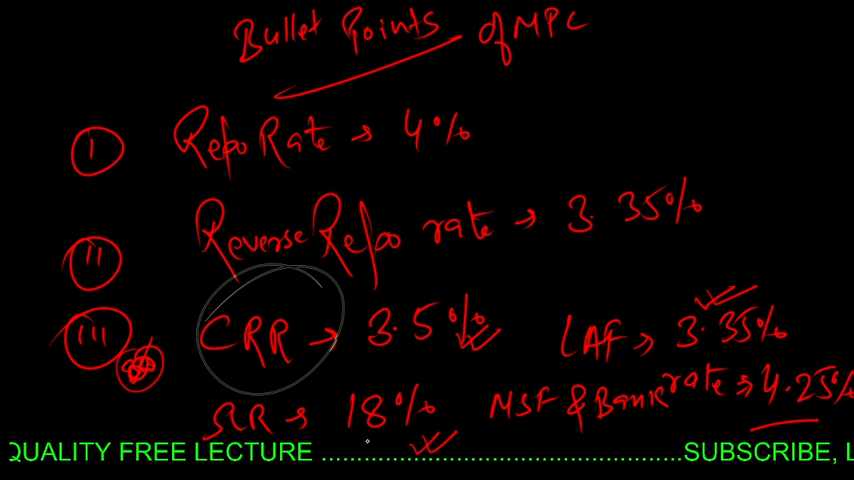 Bullet Points of MPC
I Repo Rate → 4%
II Reverse Repo rate → 3.35%
III CRR → 3.5%
LAF → 3.35%
SLR → 18%
MSF & Bank rate → 4.25%
QUALITY FREE LECTURE ....................................................SUBSCRIBE, L